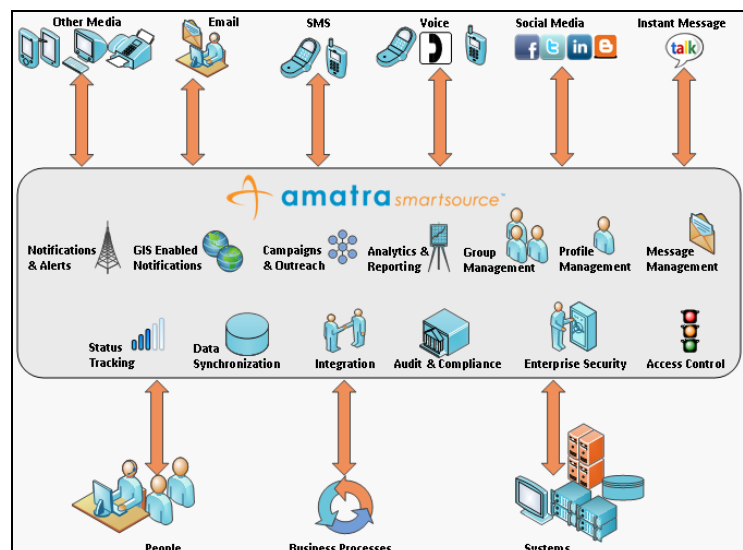 Other Media
Email
SMS
Voice
Social Media
Instant Message
f
t
in
B
talk
amatra smartsource™
Notifications
& Alerts
GIS Enabled
Notifications
Campaigns
& Outreach
Analytics &
Reporting
Group
Management
Profile
Management
Message
Management
Status
Tracking
Data
Synchronization
Integration
Audit & Compliance
Enterprise Security
Access Control
People
Business Processes
Systems